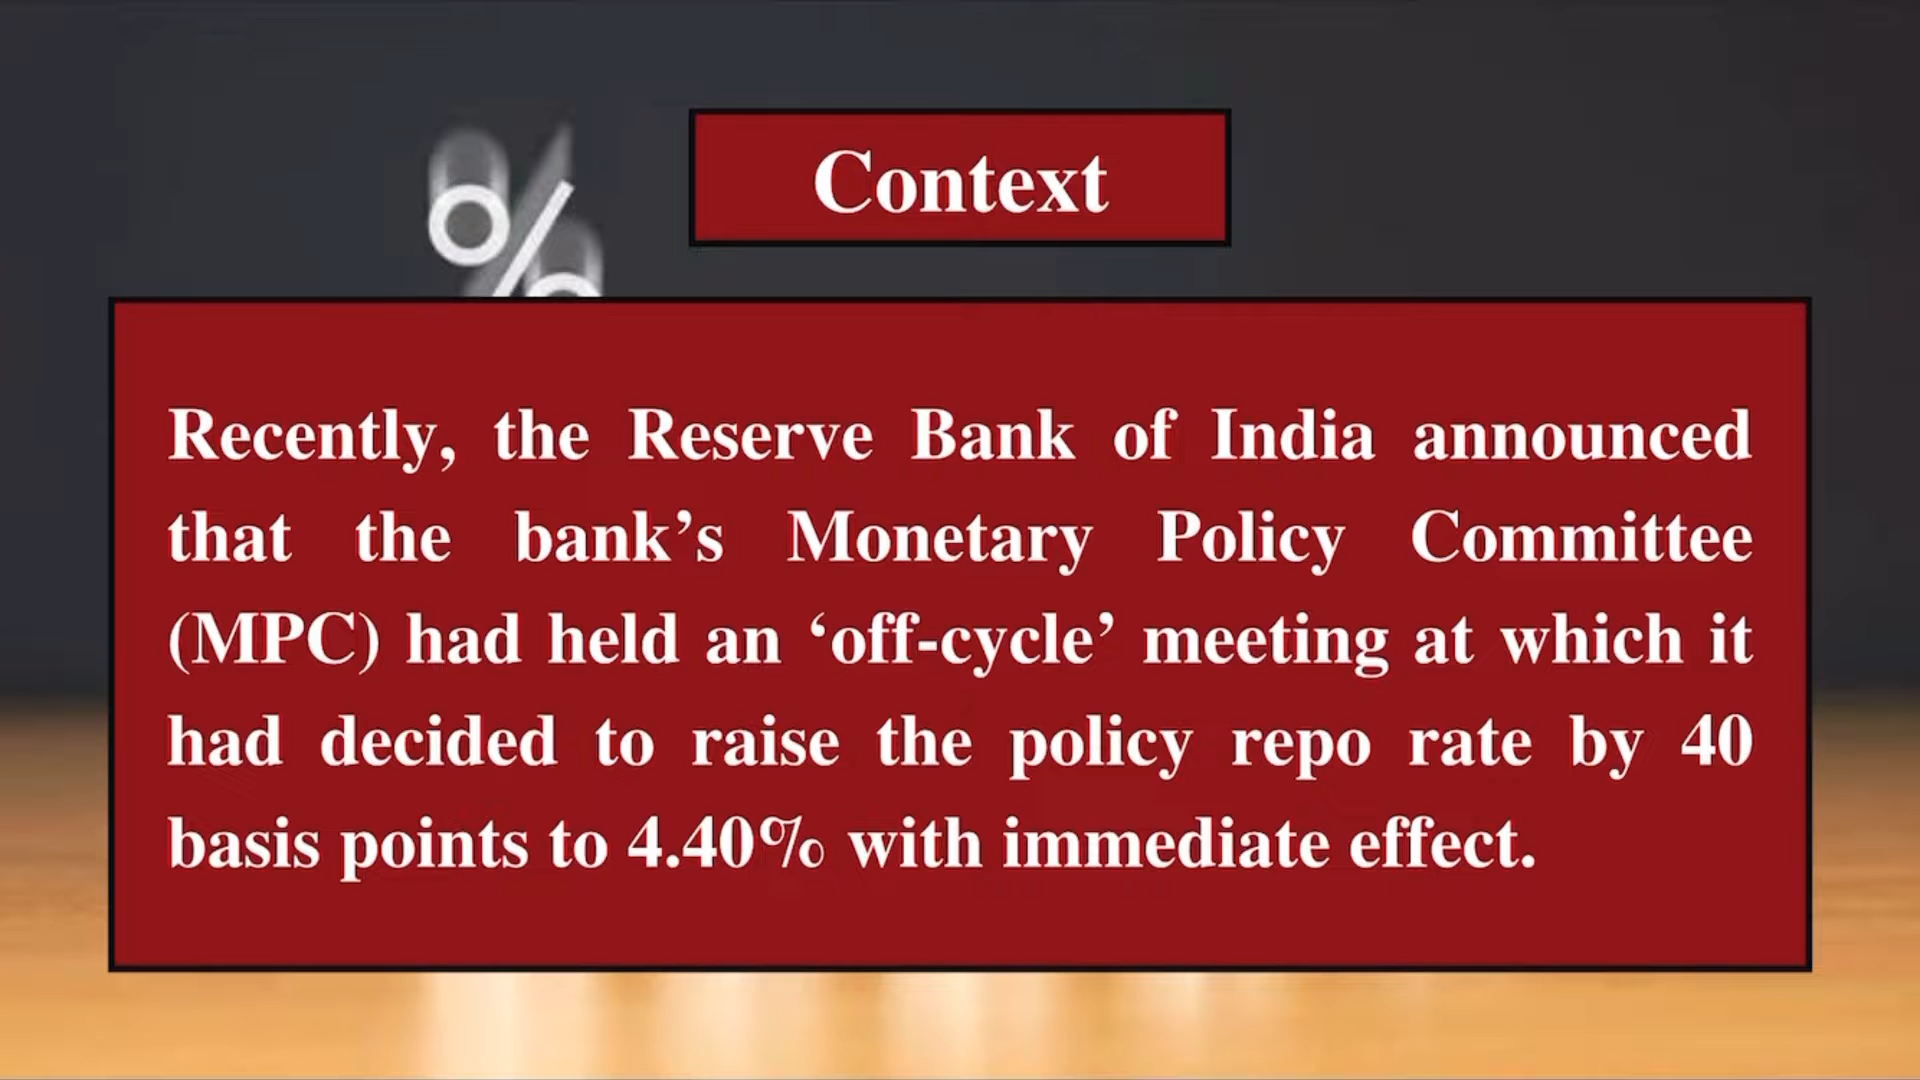 %
Context
Recently, the Reserve Bank of India announced
that the bank’s Monetary Policy Committee
(MPC) had held an ‘off-cycle’ meeting at which it
had decided to raise the policy repo rate by 40
basis points to 4.40% with immediate effect.